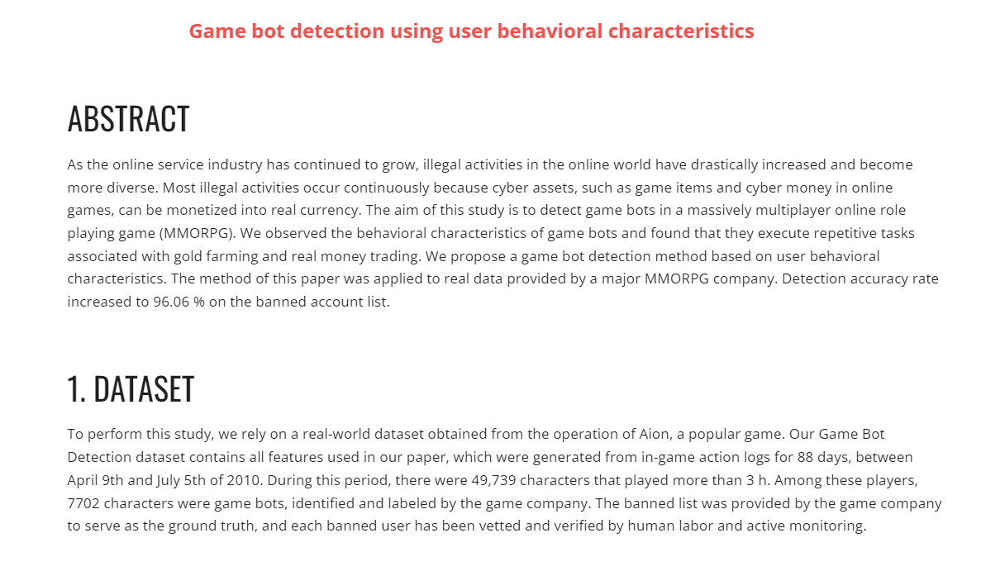 Game bot detection using user behavioral characteristics
ABSTRACT
As the online service industry has continued to grow, illegal activities in the online world have drastically increased and become
more diverse. Most illegal activities occur continuously because cyber assets, such as game items and cyber money in online
games, can be monetized into real currency. The aim of this study is to detect game bots in a massively multiplayer online role
playing game (MMORPG). We observed the behavioral characteristics of game bots and found that they execute repetitive tasks
associated with gold farming and real money trading. We propose a game bot detection method based on user behavioral
characteristics. The method of this paper was applied to real data provided by a major MMORPG company. Detection accuracy rate
increased to 96.06 % on the banned account list.
1. DATASET
To perform this study, we rely on a real-world dataset obtained from the operation of Aion, a popular game. Our Game Bot
Detection dataset contains all features used in our paper, which were generated from in-game action logs for 88 days, between
April 9th and July 5th of 2010. During this period, there were 49,739 characters that played more than 3 h. Among these players,
7702 characters were game bots, identified and labeled by the game company. The banned list was provided by the game company
to serve as the ground truth, and each banned user has been vetted and verified by human labor and active monitoring.